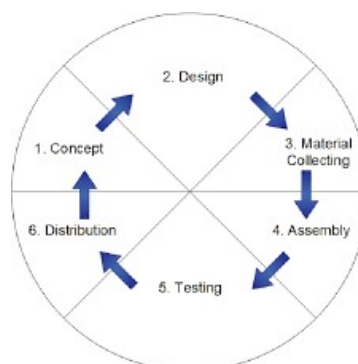 1. Concept
2. Design
3. Material
Collecting
4. Assembly
5. Testing
6. Distribution